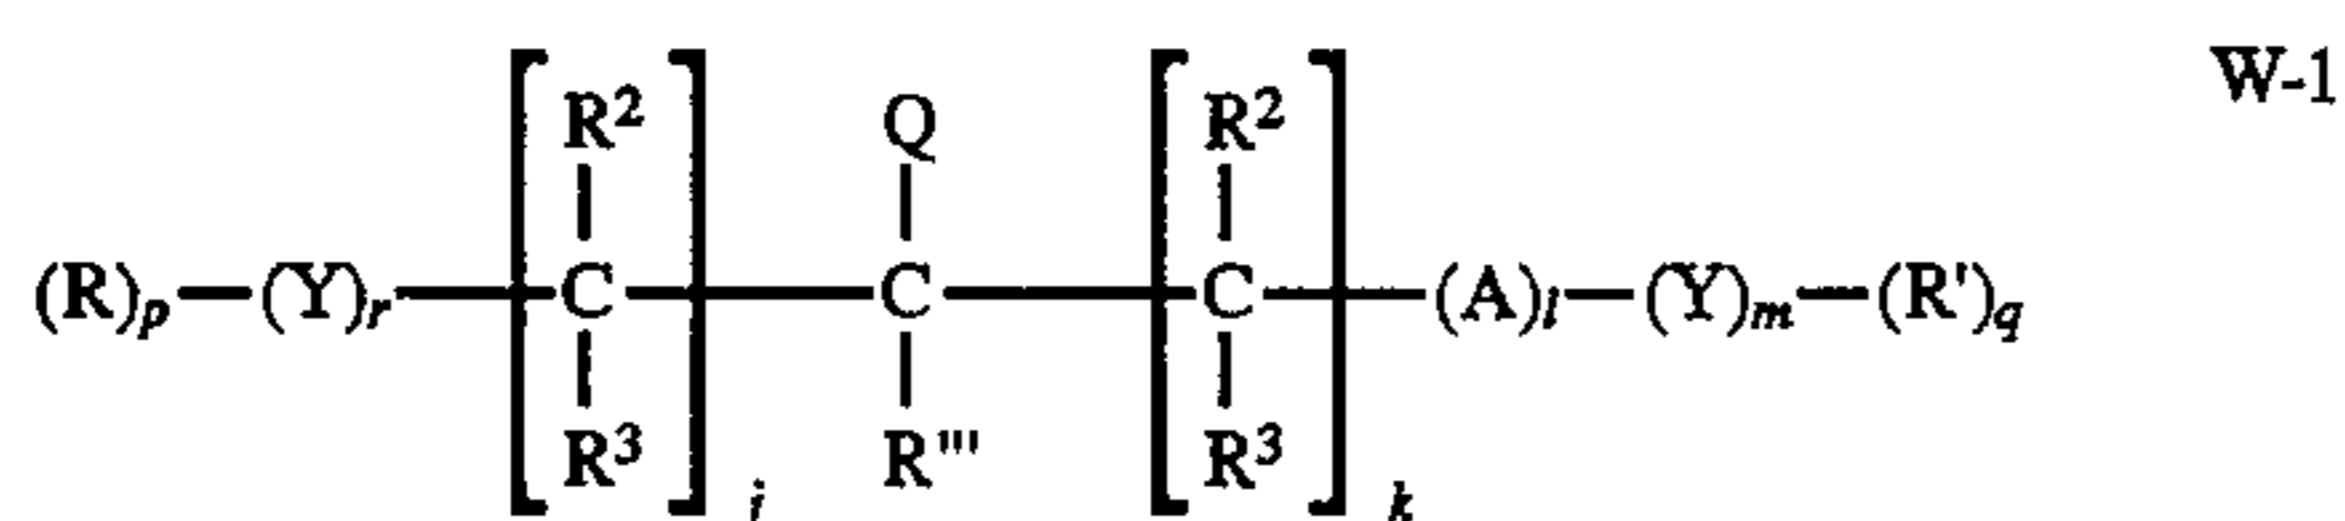 W-1
R² Q R²
(R)p—(Y)r—C—C—C—(A)l—(Y)m—(R')q
R³ R''' R³
j k